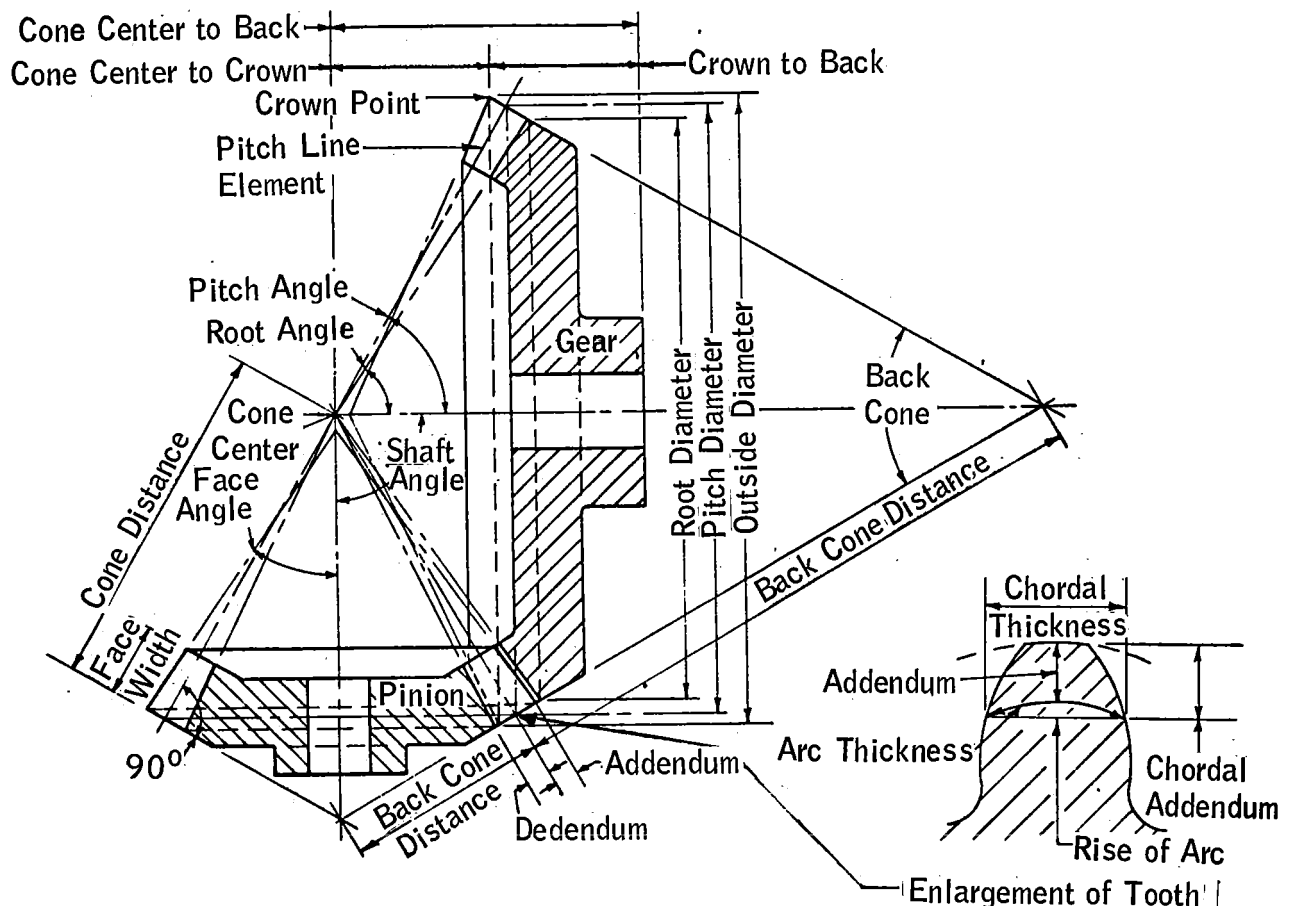 Cone Center to Back
Cone Center to Crown
Crown to Back
Crown Point
Pitch Line
Element
Pitch Angle
Root Angle
Gear
Back
Cone
Cone
Center
Shaft
Angle
Face
Angle
Cone Distance
Root Diameter
Pitch Diameter
Outside Diameter
Back Cone Distance
Face
Width
Pinion
90°
Back Cone
Distance
Addendum
Dedendum
Chordal
Thickness
Addendum
Arc Thickness
Chordal
Addendum
Rise of Arc
Enlargement of Tooth